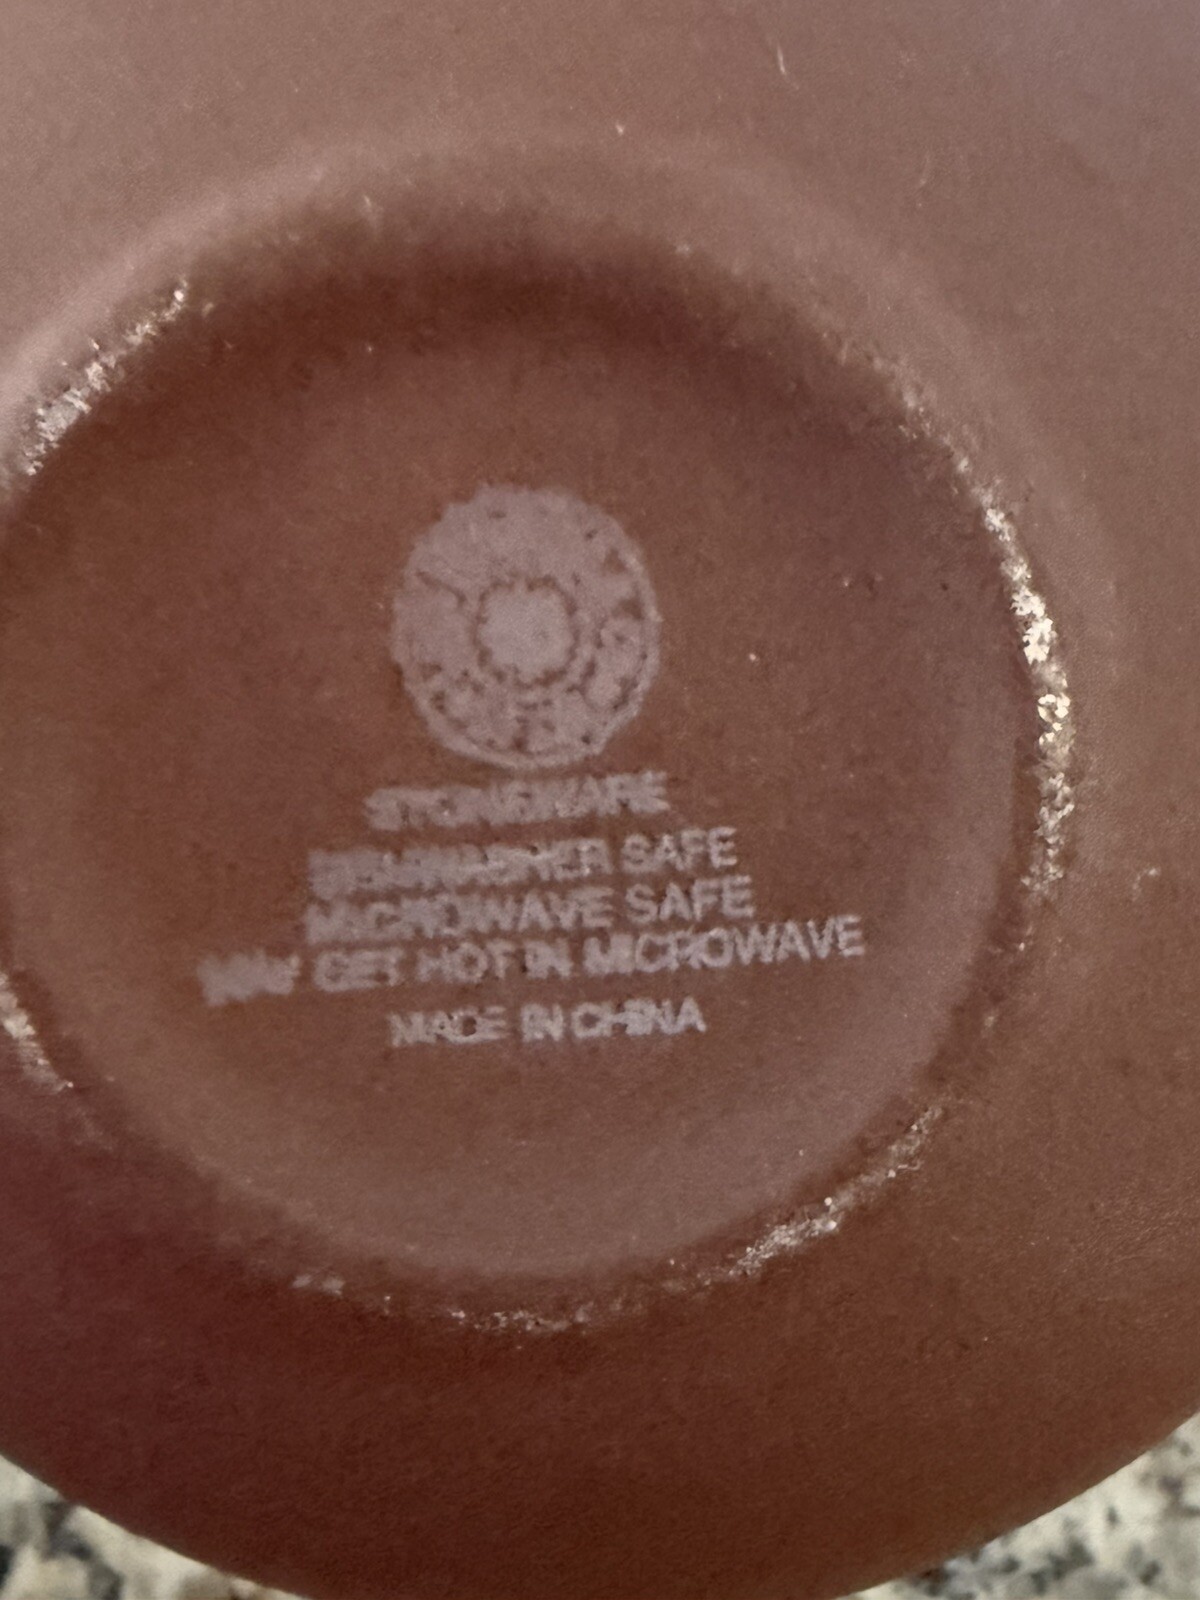 STONEWARE
DISHWASHER SAFE
MICROWAVE SAFE
MAY GET HOT IN MICROWAVE
MADE IN CHINA